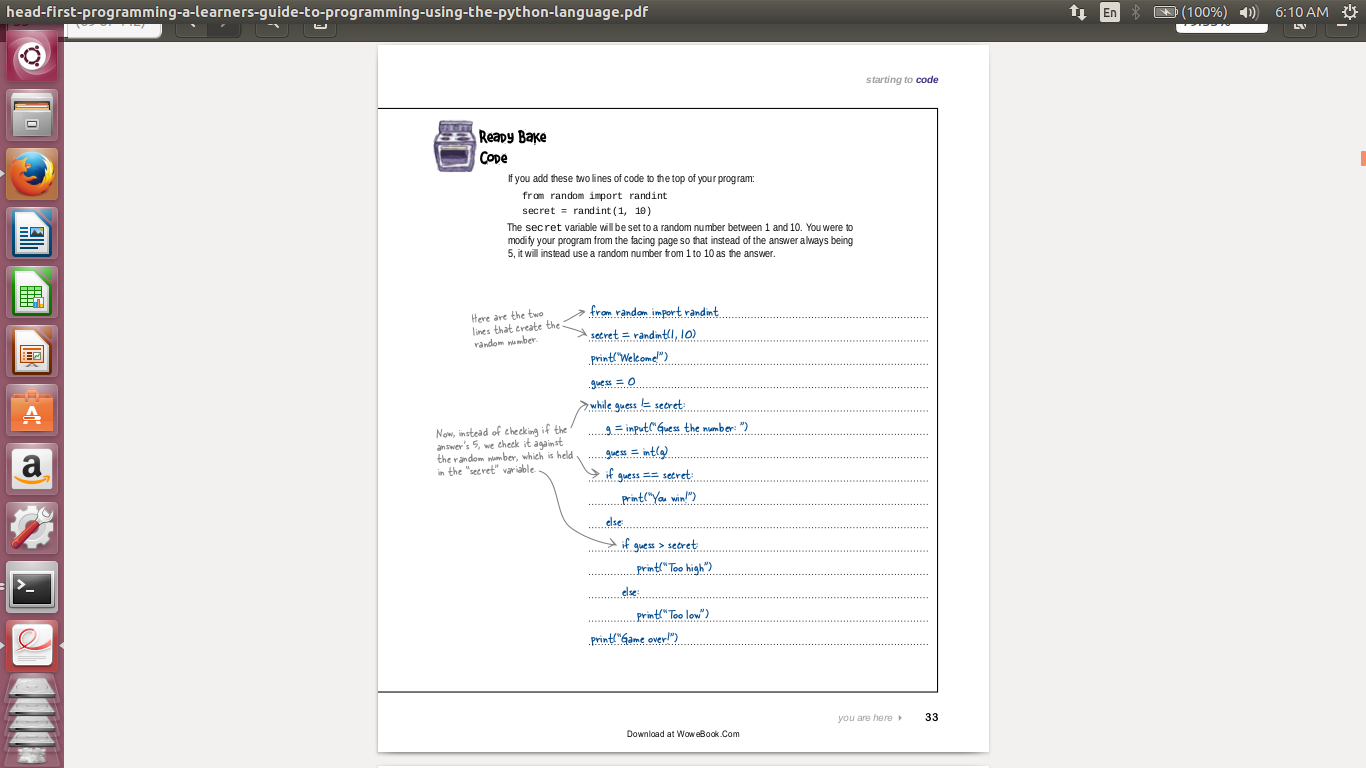 head-first-programming-a-learners-guide-to-programming-using-the-python-language.pdf
En
(100%)
6:10 AM
starting to code
Ready Bake
Code
If you add these two lines of code to the top of your program:
from random import randint
secret = randint(1, 10)
The secret variable will be set to a random number between 1 and 10. You were to
modify your program from the facing page so that instead of the answer always being
5, it will instead use a random number from 1 to 10 as the answer.
Here are the two
lines that create the
random number.
from random import randint
secret = randint(1, 10)
print("Welcome!")
guess = 0
while guess != secret:
g = input("Guess the number: ")
guess = int(g)
if guess == secret:
print("You win!")
else:
if guess > secret:
print("Too high")
else:
print("Too low")
print("Game over!")
Now, instead of checking if the
answer's 5, we check it against
the random number, which is held
in the "secret" variable.
you are here
33
Download at WoweBook.Com